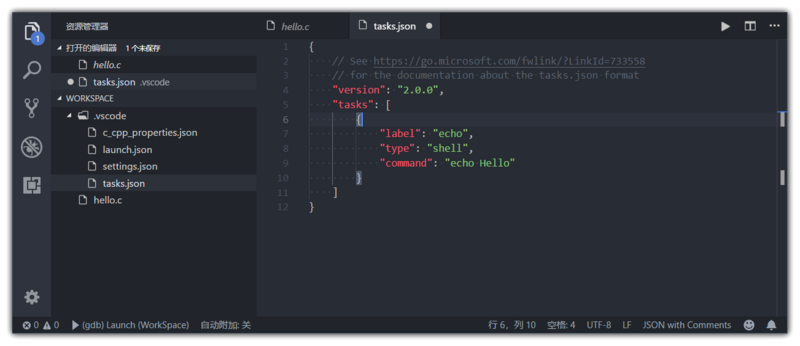 资源管理器
打开的编辑器 1 个未保存
hello.c
tasks.json .vscode
WORKSPACE
.vscode
c_cpp_properties.json
launch.json
settings.json
tasks.json
hello.c
hello.c
tasks.json
1 {
2 // See https://go.microsoft.com/fwlink/?LinkId=733558
3 // for the documentation about the tasks.json format
4 "version": "2.0.0",
5 "tasks": [
6 {
7 "label": "echo",
8 "type": "shell",
9 "command": "echo Hello"
10 }
11 ]
12 }
1
0 0 (gdb) Launch (WorkSpace) 自动附加: 关 行 6，列 10 空格: 4 UTF-8 LF JSON with Comments